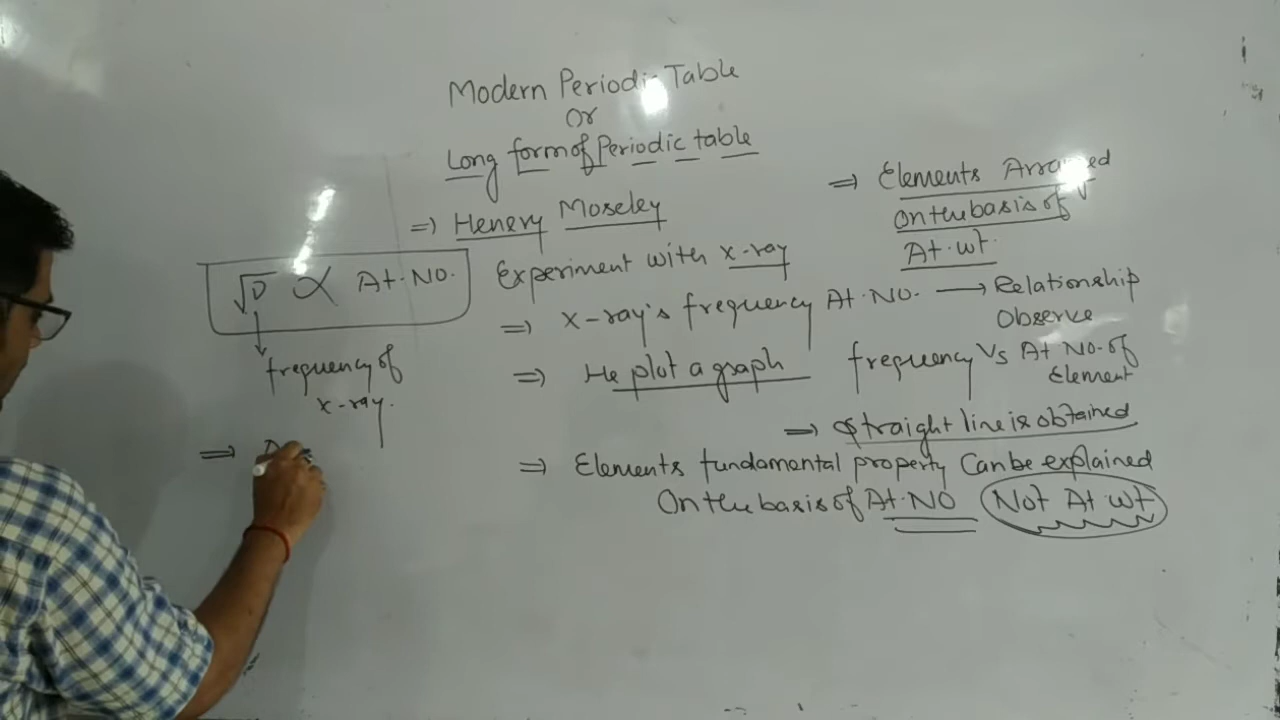 Modern Periodic Table
Or
Long form of Periodic table
⇒ Henery Moseley
⇒ Elements Arranged
On the basis of
At. wt.
√ν ∝ At. NO.
frequency of
x-ray.
Experiment with x-ray
⇒ X-ray's frequency At. NO. ⟶ Relationship
Observe
⇒ He plot a graph frequency Vs At NO. of
Element
⇒ Straight line is obtained
⇒ Elements fundamental property Can be explained
On the basis of At. NO Not At. wt
⇒